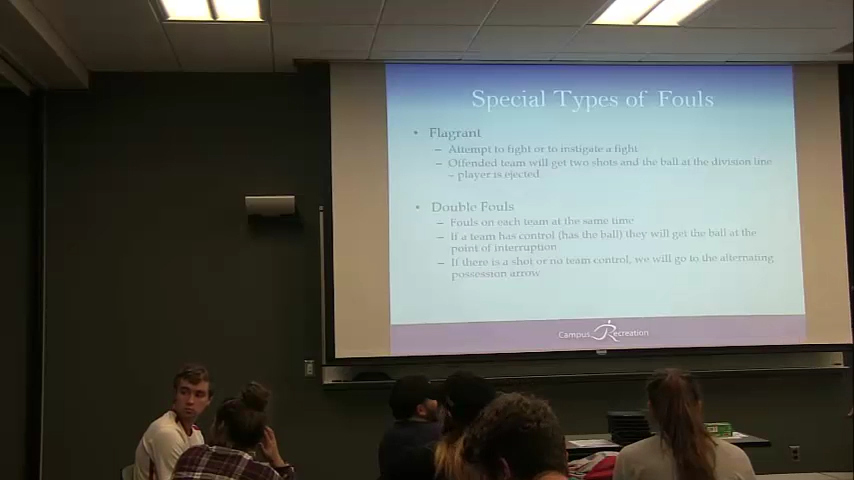 Special Types of Fouls
• Flagrant
– Attempt to fight or to instigate a fight
– Offended team will get two shots and the ball at the division line
– player is ejected
• Double Fouls
– Fouls on each team at the same time
– If a team has control (has the ball) they will get the ball at the
point of interruption
– If there is a shot or no team control, we will go to the alternating
possession arrow
Campus Recreation